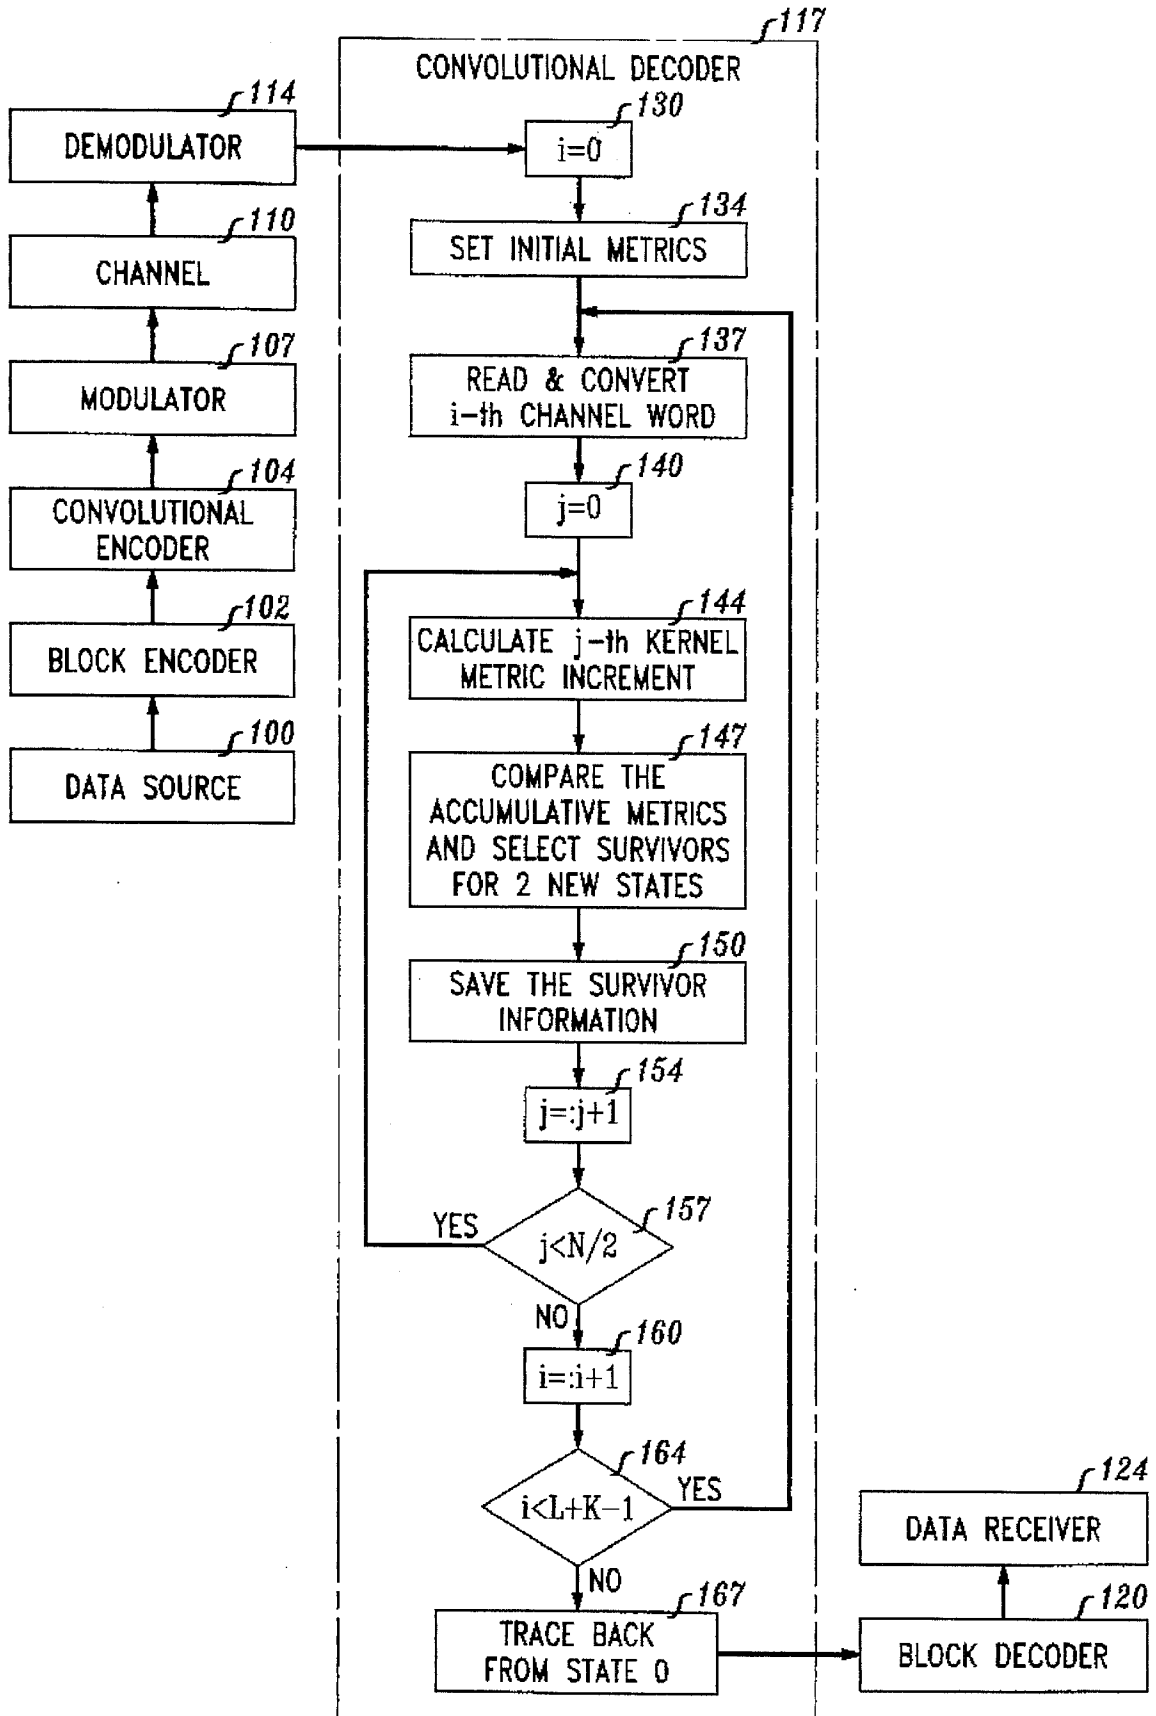 117
CONVOLUTIONAL DECODER
114
DEMODULATOR
130
i=0
110
CHANNEL
134
SET INITIAL METRICS
107
MODULATOR
137
READ & CONVERT
i-th CHANNEL WORD
104
CONVOLUTIONAL
ENCODER
140
j=0
102
BLOCK ENCODER
144
CALCULATE j-th KERNEL
METRIC INCREMENT
100
DATA SOURCE
147
COMPARE THE
ACCUMULATIVE METRICS
AND SELECT SURVIVORS
FOR 2 NEW STATES
150
SAVE THE SURVIVOR
INFORMATION
154
j=:j+1
157
YES
j<N/2
NO
160
i=:i+1
164
YES
i<L+K-1
NO
124
DATA RECEIVER
167
TRACE BACK
FROM STATE 0
120
BLOCK DECODER